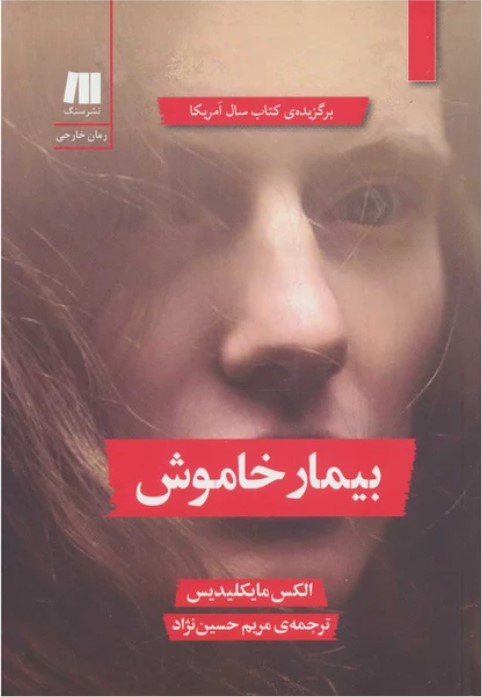 نشر سنگ
رمان خارجی
برگزیده‌ی کتاب سال آمریکا
بیمار خاموش
الکس مایکلیدیس
ترجمه‌ی مریم حسین‌نژاد